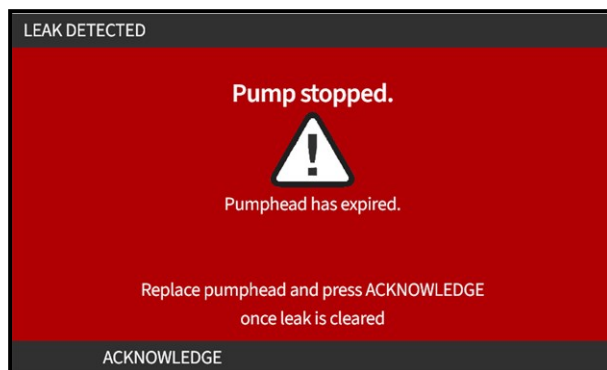 LEAK DETECTED
Pump stopped.
!
Pumphead has expired.
Replace pumphead and press ACKNOWLEDGE
once leak is cleared
ACKNOWLEDGE